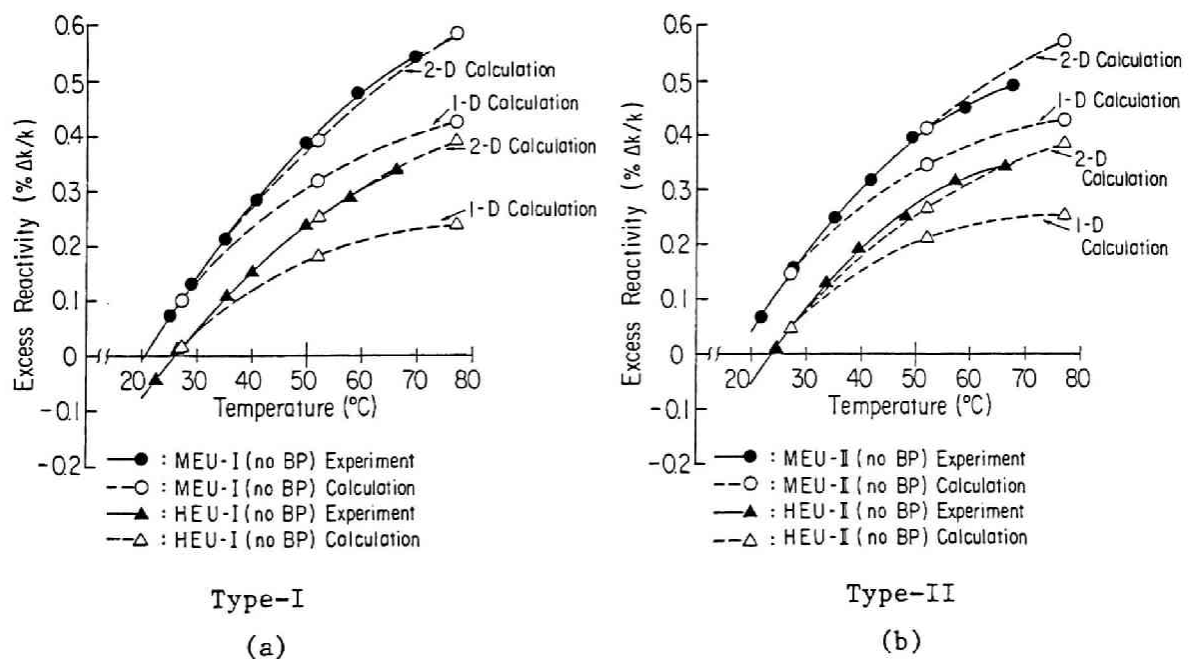 Excess Reactivity (% Δk/k)
0.6
0.5
0.4
0.3
0.2
0.1
0
-0.1
-0.2
20 30 40 50 60 70 80
Temperature (°C)
2-D Calculation
1-D Calculation
2-D Calculation
1-D Calculation
: MEU-I (no BP) Experiment
: MEU-I (no BP) Calculation
: HEU-I (no BP) Experiment
: HEU-I (no BP) Calculation
Type-I
(a)
Excess Reactivity (% Δk/k)
0.6
0.5
0.4
0.3
0.2
0.1
0
-0.1
-0.2
20 30 40 50 60 70 80
Temperature (°C)
2-D
Calculation
1-D Calculation
2-D
Calculation
1-D
Calculation
: MEU-II (no BP) Experiment
: MEU-II (no BP) Calculation
: HEU-II (no BP) Experiment
: HEU-II (no BP) Calculation
Type-II
(b)